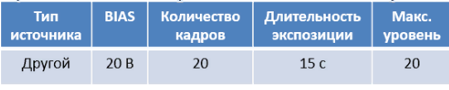 Тип источника | BIAS | Количество кадров | Длительность экспозиции | Макс. уровень
Другой | 20 В | 20 | 15 с | 20